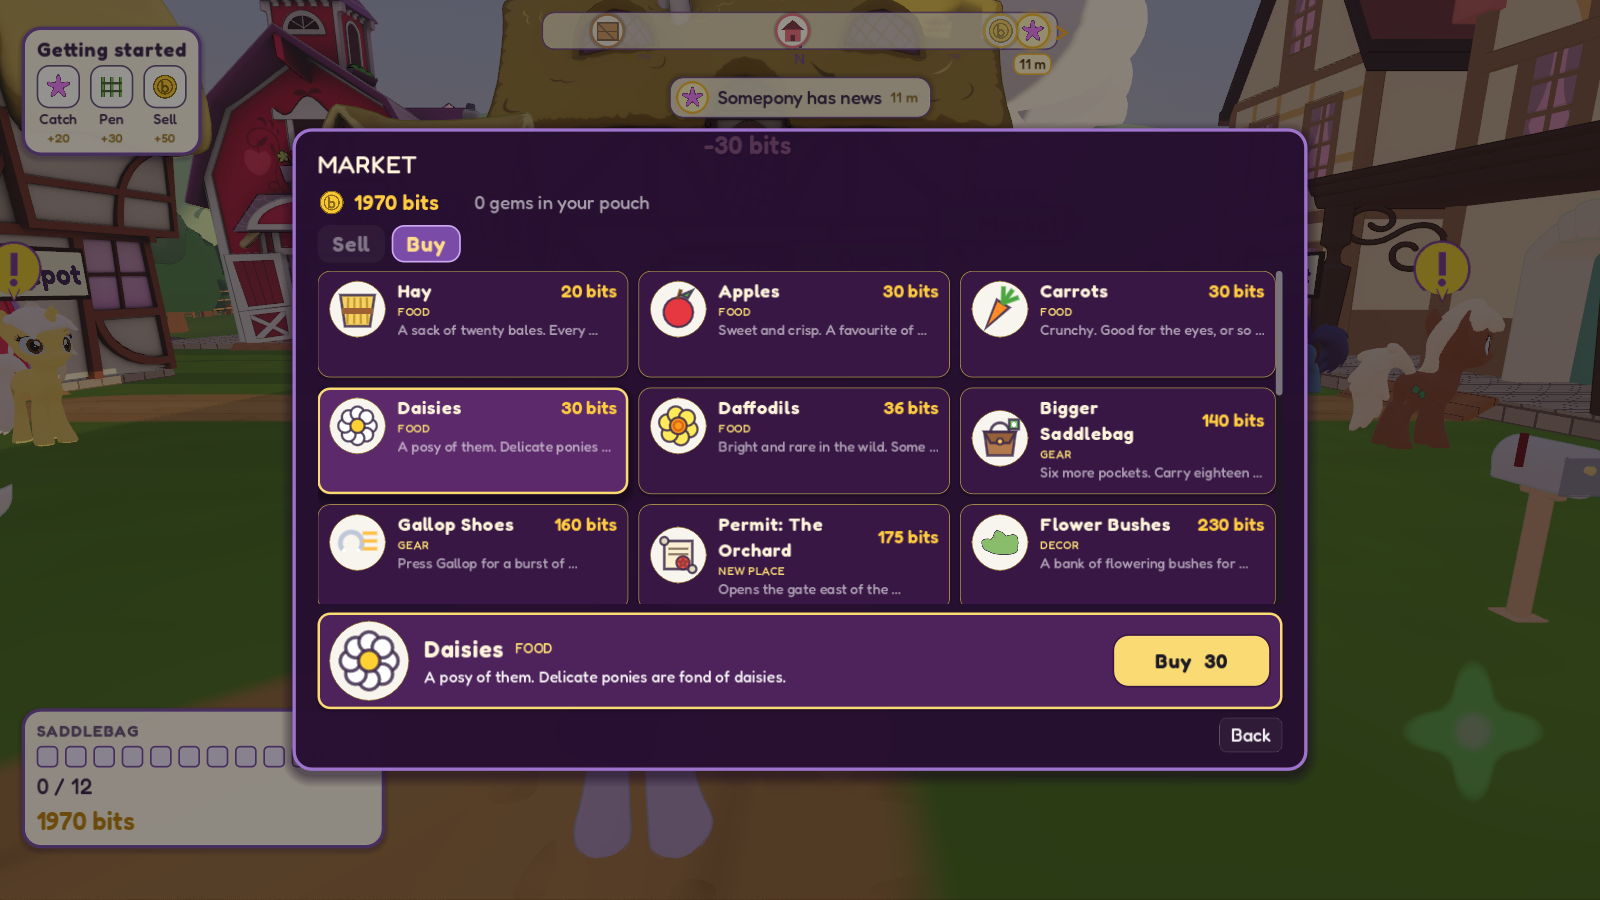 Getting started
Catch Pen Sell
+20 +30 +50
N
11 m
Somepony has news 11 m
-30 bits
MARKET
1970 bits 0 gems in your pouch
Sell Buy
Hay 20 bits
FOOD
A sack of twenty bales. Every ...
Apples 30 bits
FOOD
Sweet and crisp. A favourite of ...
Carrots 30 bits
FOOD
Crunchy. Good for the eyes, or so ...
Daisies 30 bits
FOOD
A posy of them. Delicate ponies ...
Daffodils 36 bits
FOOD
Bright and rare in the wild. Some ...
Bigger
Saddlebag 140 bits
GEAR
Six more pockets. Carry eighteen ...
Gallop Shoes 160 bits
GEAR
Press Gallop for a burst of ...
Permit: The
Orchard 175 bits
NEW PLACE
Opens the gate east of the ...
Flower Bushes 230 bits
DECOR
A bank of flowering bushes for ...
Daisies FOOD
A posy of them. Delicate ponies are fond of daisies.
Buy 30
Back
pot
!
!
SADDLEBAG
0 / 12
1970 bits